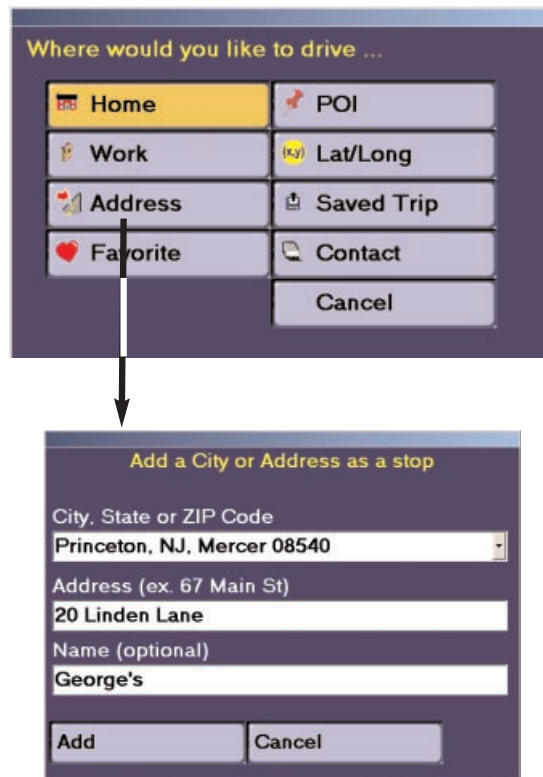 Where would you like to drive ...
Home
POI
Work
(x,y) Lat/Long
Address
Saved Trip
Favorite
Contact
Cancel
Add a City or Address as a stop
City, State or ZIP Code
Princeton, NJ, Mercer 08540
Address (ex. 67 Main St)
20 Linden Lane
Name (optional)
George's
Add
Cancel